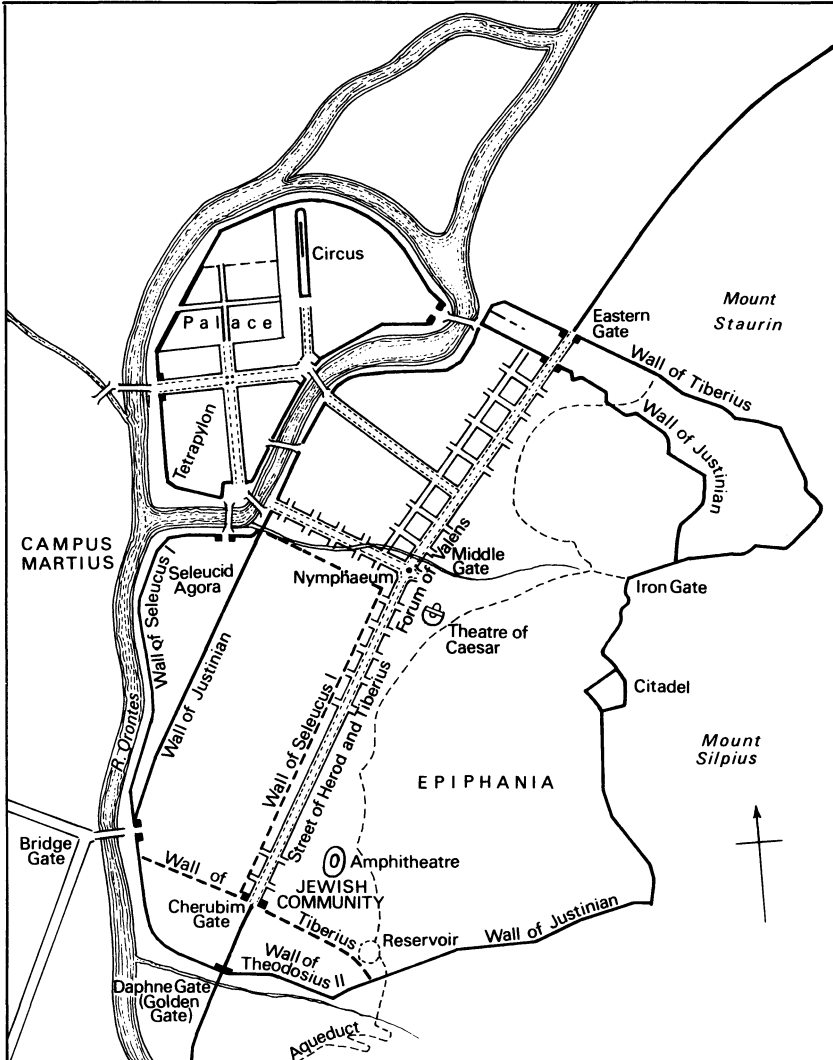 Circus
Palace
Mount
Staurin
Eastern
Gate
Wall of Tiberius
Wall of Justinian
Tetrapylon
CAMPUS
MARTIUS
Seleucid
Agora
Wall of Seleucus I
Nymphaeum
Middle
Gate
Forum of Valens
Iron Gate
Theatre of
Caesar
Citadel
Wall of Justinian
Wall of Seleucus I
Street of Herod and Tiberius
R. Orontes
Mount
Silpius
EPIPHANIA
Bridge
Gate
Amphitheatre
JEWISH
COMMUNITY
Wall of
Tiberius
Cherubim
Gate
Reservoir
Wall of Justinian
Wall of
Theodosius II
Daphne Gate
(Golden
Gate)
Aqueduct